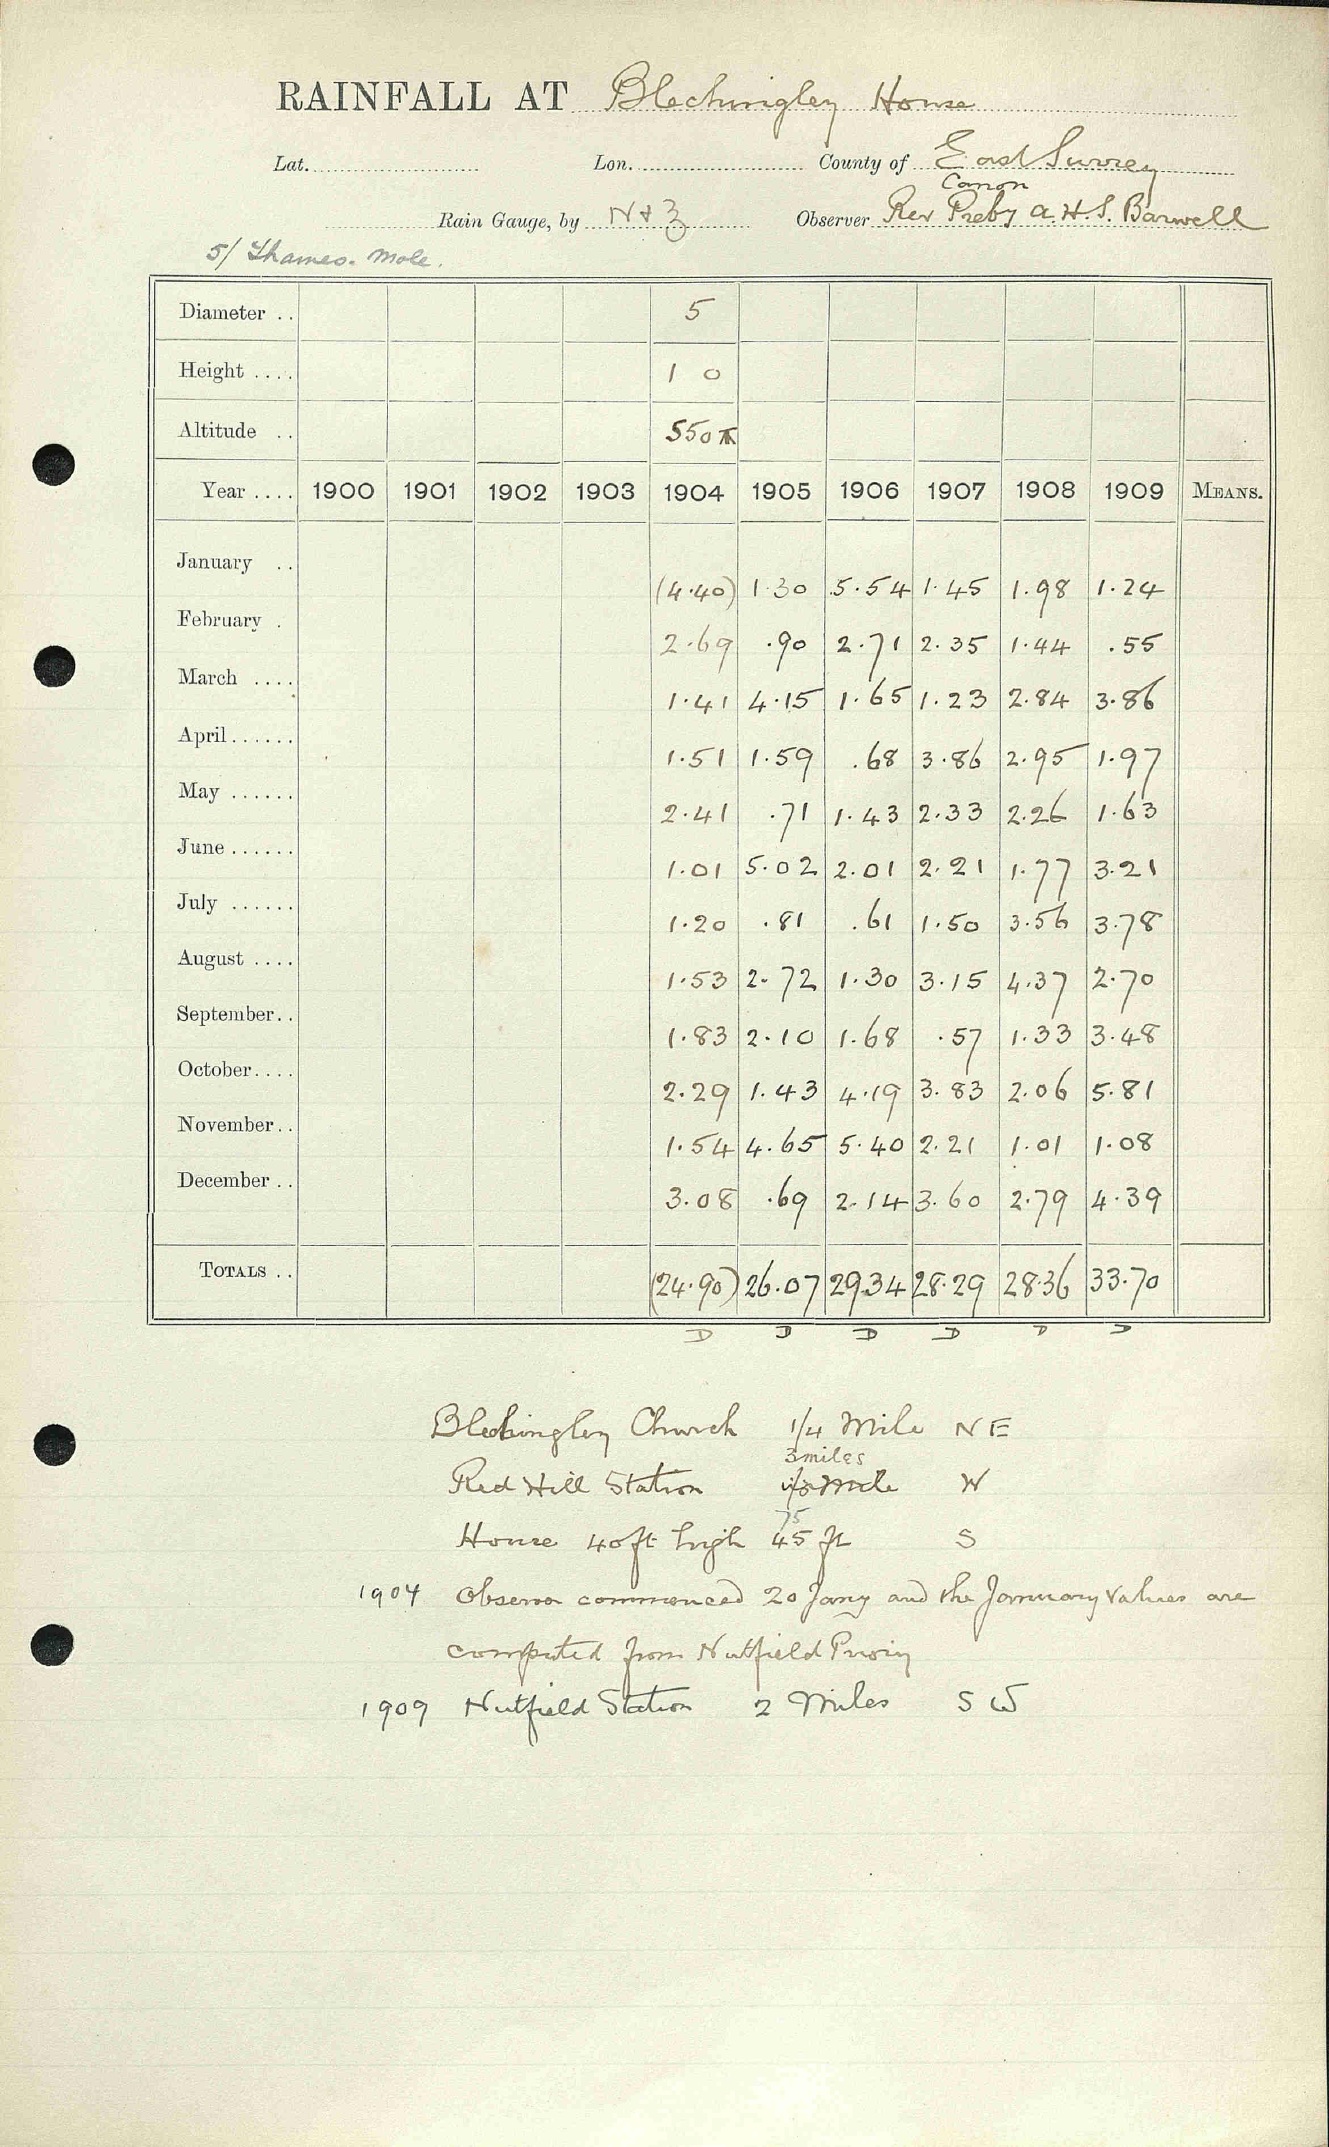 RAINFALL AT Blechingley House
Lat. Lon. County of East Surrey
Canon
Rain Gauge, by N & Z Observer Rev Preby A. H. S. Barwell
5/ Thames. Mole.
Diameter .. 5
Height .... 1 0
Altitude .. 550
Year .... 1900 1901 1902 1903 1904 1905 1906 1907 1908 1909 MEANS.
January .. (4.40) 1.30 5.54 1.45 1.98 1.24
February . 2.69 .90 2.71 2.35 1.44 .55
March .... 1.41 4.15 1.65 1.23 2.84 3.86
April...... 1.51 1.59 .68 3.86 2.95 1.97
May ...... 2.41 .71 1.43 2.33 2.26 1.63
June...... 1.01 5.02 2.01 2.21 1.77 3.21
July ...... 1.20 .81 .61 1.50 3.56 3.78
August .... 1.53 2.72 1.30 3.15 4.37 2.70
September.. 1.83 2.10 1.68 .57 1.33 3.48
October.... 2.29 1.43 4.19 3.83 2.06 5.81
November.. 1.54 4.65 5.40 2.21 1.01 1.08
December .. 3.08 .69 2.14 3.60 2.79 4.39
TOTALS .. (24.90) 26.07 29.34 28.29 28.36 33.70
D D D D D D
Blechingley Church 1/4 Mile N E
3 miles
Red Hill Station Mile W
75
House 40ft high 45 ft S
1904 Observer commenced 20 Jany and the January Values are
computed from Nutfield Priory
1909 Nutfield Station 2 Miles S W